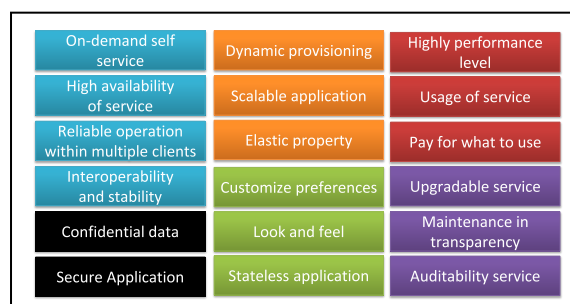 On-demand self
service
Dynamic provisioning
Highly performance
level
High availability
of service
Scalable application
Usage of service
Reliable operation
within multiple clients
Elastic property
Pay for what to use
Interoperability
and stability
Customize preferences
Upgradable service
Confidential data
Look and feel
Maintenance in
transparency
Secure Application
Stateless application
Auditability service